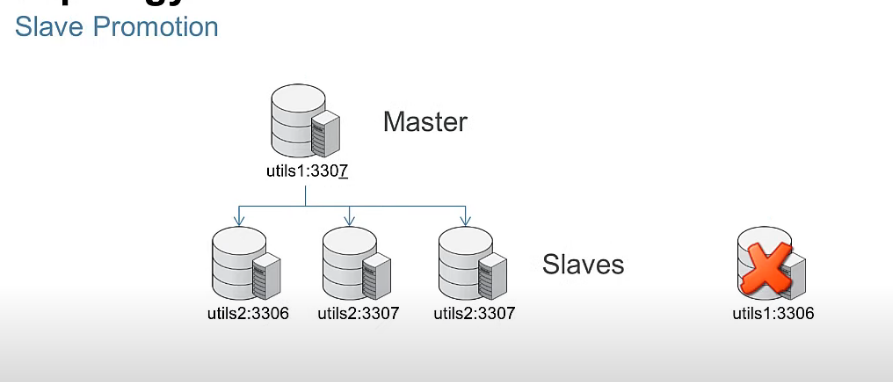 Slave Promotion
Master
utils1:3307
Slaves
utils2:3306
utils2:3307
utils2:3307
utils1:3306